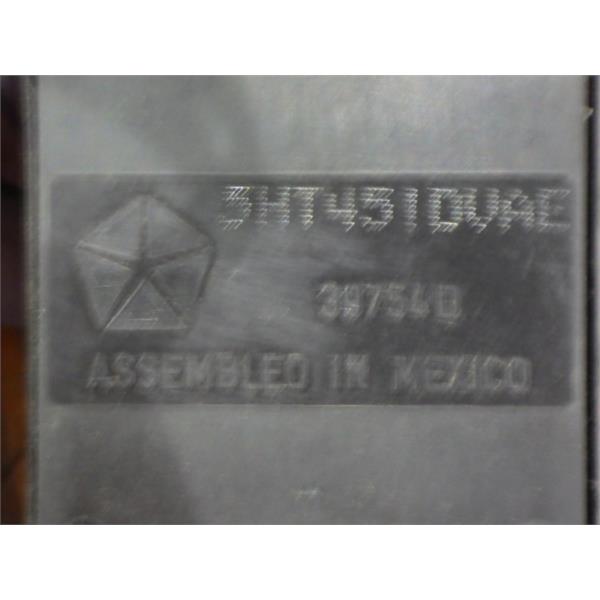 5HT451DVAE
39754D
ASSEMBLED IN MEXICO